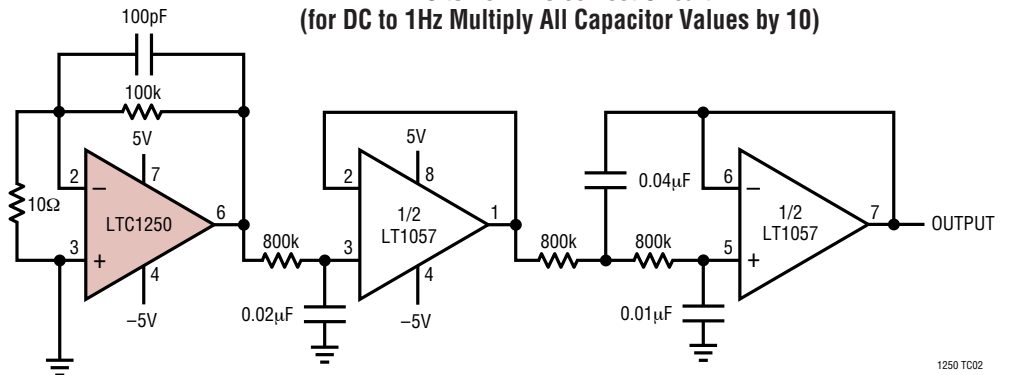 (for DC to 1Hz Multiply All Capacitor Values by 10)
100pF
100k
5V
2
7
10Ω
LTC1250
6
3
4
–5V
800k
0.02µF
5V
2
8
1/2
LT1057
1
3
4
–5V
800k
0.04µF
800k
0.01µF
6
1/2
LT1057
7
5
OUTPUT
1250 TC02